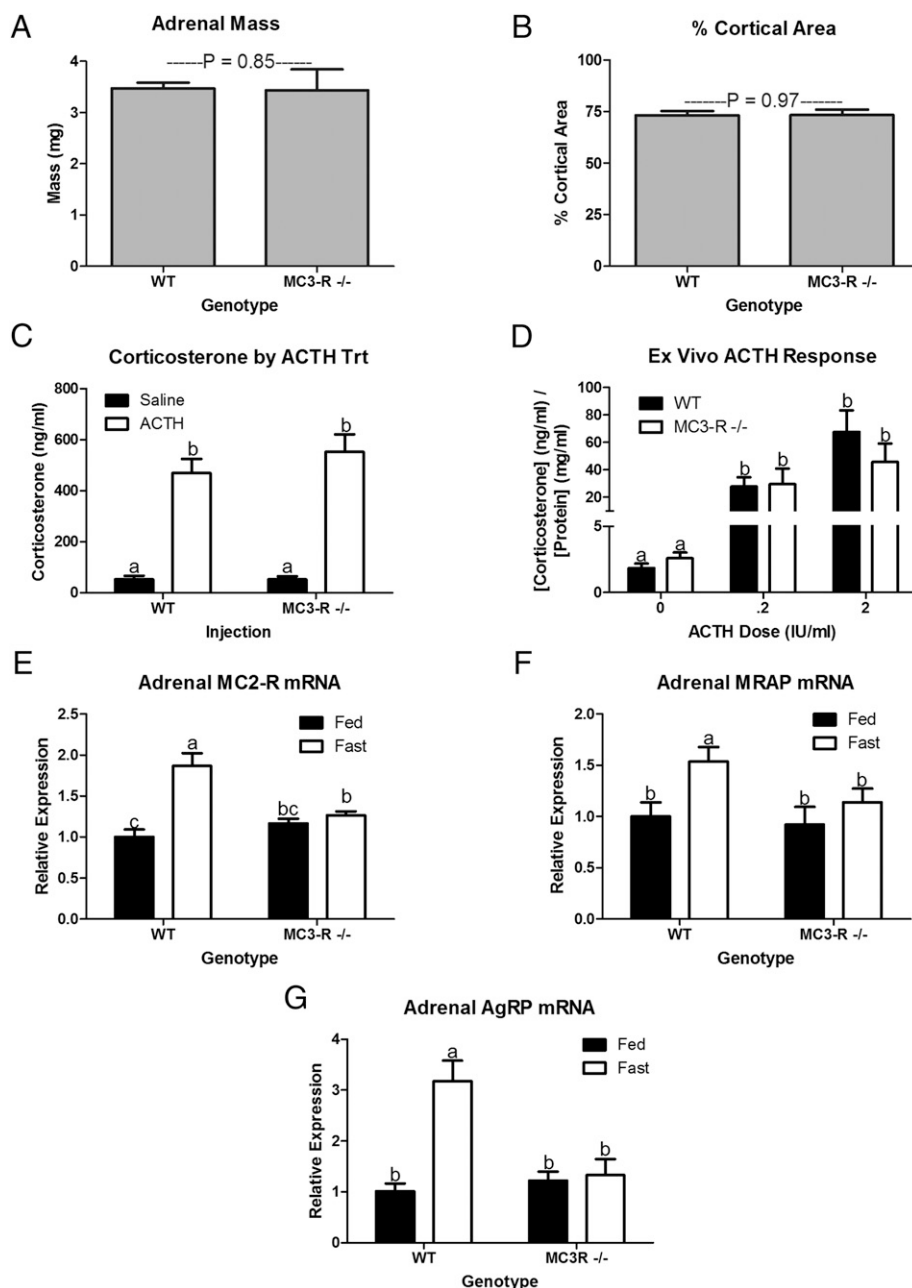 A
Adrenal Mass
------P = 0.85------
Mass (mg)
6
4
2
0
WT
MC3-R -/-
Genotype
B
% Cortical Area
-------P = 0.97-------
% Cortical Area
100
75
50
25
0
WT
MC3-R -/-
Genotype
C
Corticosterone by ACTH Trt
Saline
ACTH
Corticosterone (ng/ml)
800
600
400
200
0
a
b
a
b
WT
MC3-R -/-
Injection
D
Ex Vivo ACTH Response
WT
MC3-R -/-
[Corticosterone] (ng/ml) /
[Protein] (mg/ml)
100
80
60
40
20
5
0
a
a
b
b
b
b
0
.2
2
ACTH Dose (IU/ml)
E
Adrenal MC2-R mRNA
Fed
Fast
Relative Expression
2.5
2.0
1.5
1.0
0.5
0.0
c
a
bc
b
WT
MC3-R -/-
Genotype
F
Adrenal MRAP mRNA
Fed
Fast
Relative Expression
2.0
1.5
1.0
0.5
0.0
b
a
b
b
WT
MC3-R -/-
Genotype
G
Adrenal AgRP mRNA
Fed
Fast
Relative Expression
4
3
2
1
0
b
a
b
b
WT
MC3R -/-
Genotype